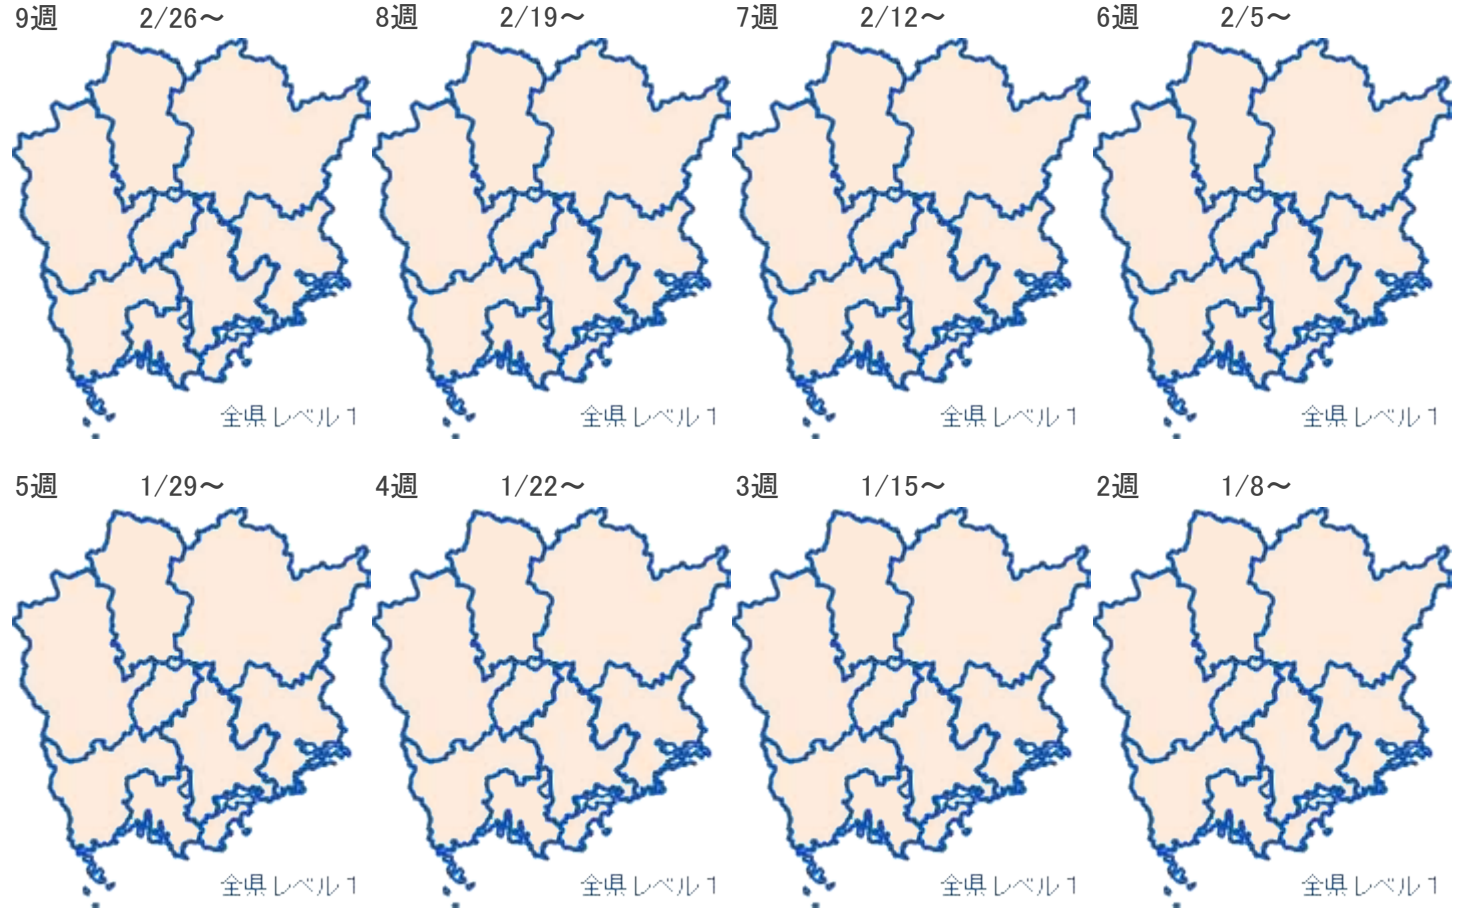 9週 2/26～
8週 2/19～
7週 2/12～
6週 2/5～
全県レベル1
全県レベル1
全県レベル1
全県レベル1
5週 1/29～
4週 1/22～
3週 1/15～
2週 1/8～
全県レベル1
全県レベル1
全県レベル1
全県レベル1